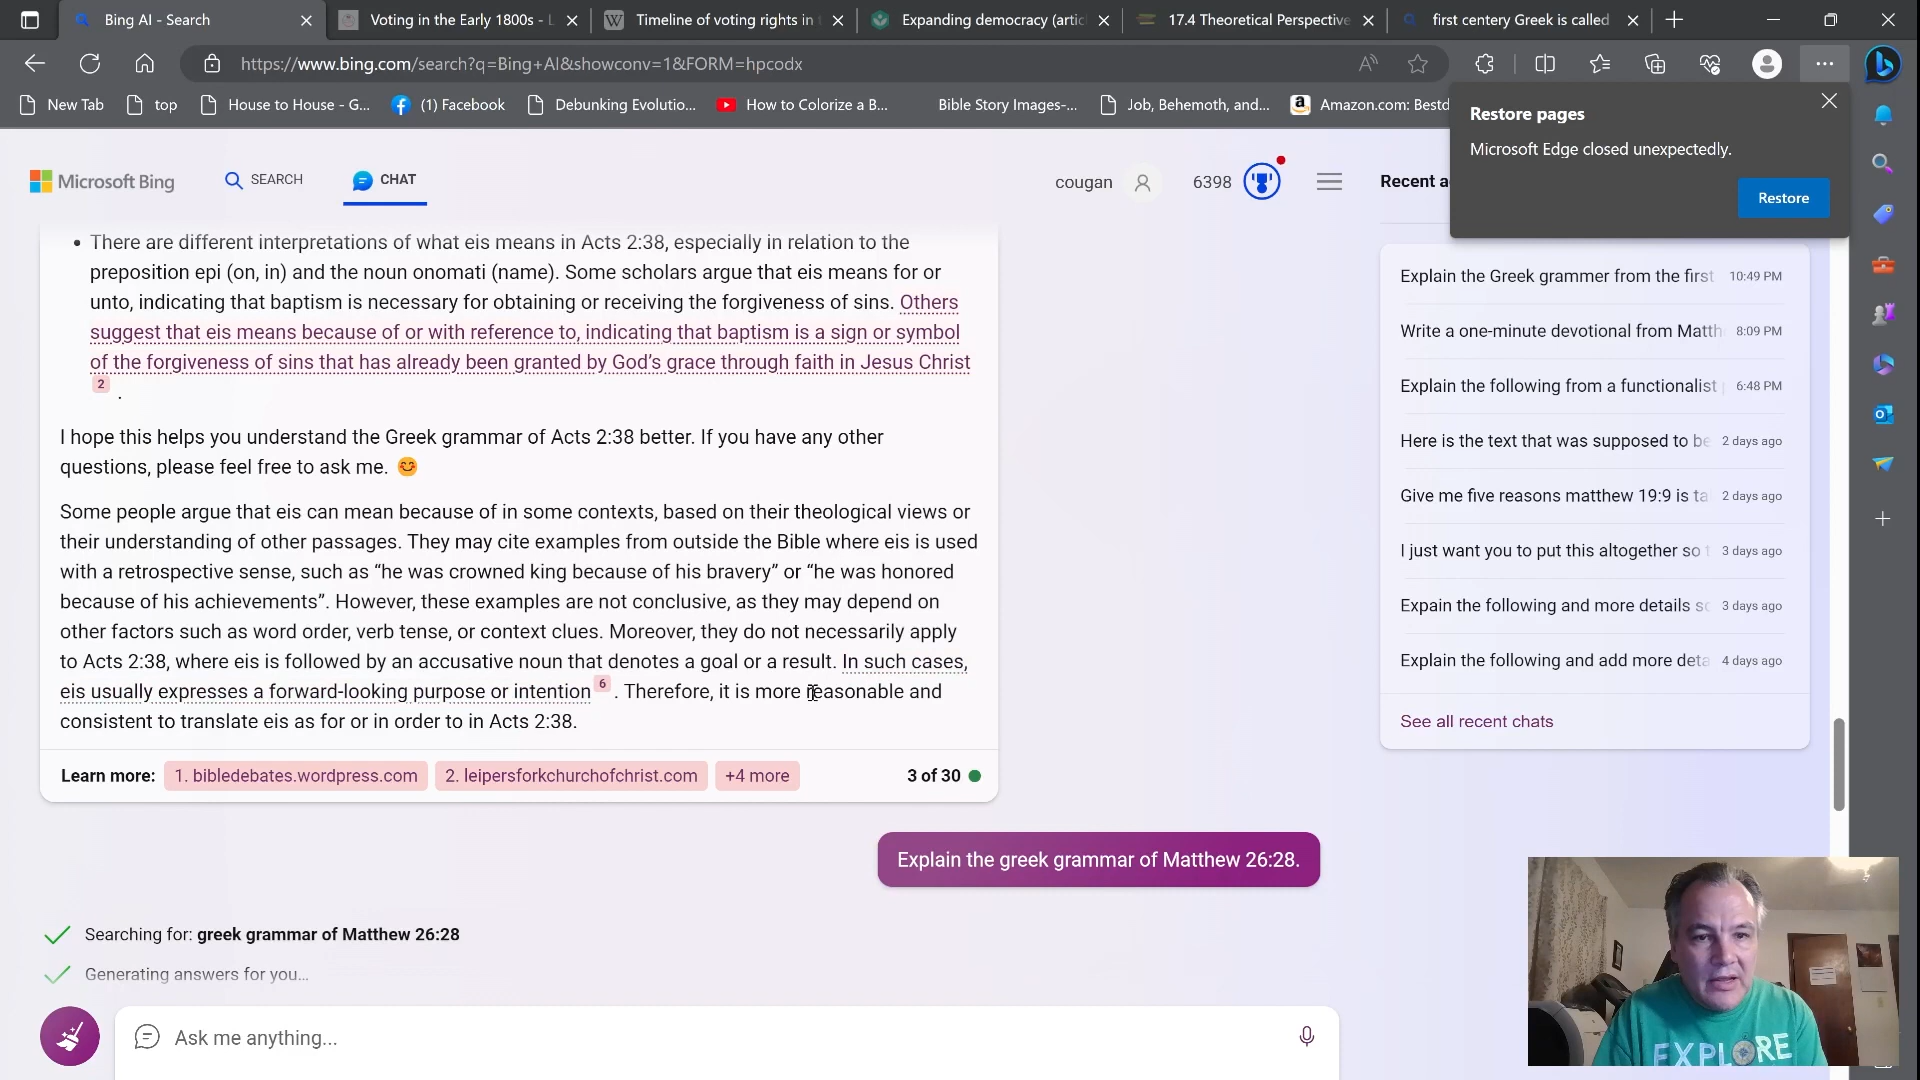 Bing AI - Search
Voting in the Early 1800s - L
Timeline of voting rights in t
Expanding democracy (artic
17.4 Theoretical Perspective
first centery Greek is called
https://www.bing.com/search?q=Bing+AI&showconv=1&FORM=hpcodx
New Tab
top
House to House - G...
(1) Facebook
Debunking Evolutio...
How to Colorize a B...
Bible Story Images-...
Job, Behemoth, and...
Amazon.com: Bestd
Restore pages
Microsoft Edge closed unexpectedly.
Restore
Microsoft Bing
SEARCH
CHAT
cougan
6398
Recent a
• There are different interpretations of what eis means in Acts 2:38, especially in relation to the
preposition epi (on, in) and the noun onomati (name). Some scholars argue that eis means for or
unto, indicating that baptism is necessary for obtaining or receiving the forgiveness of sins. Others
suggest that eis means because of or with reference to, indicating that baptism is a sign or symbol
of the forgiveness of sins that has already been granted by God's grace through faith in Jesus Christ
2
.
I hope this helps you understand the Greek grammar of Acts 2:38 better. If you have any other
questions, please feel free to ask me. 😊
Some people argue that eis can mean because of in some contexts, based on their theological views or
their understanding of other passages. They may cite examples from outside the Bible where eis is used
with a retrospective sense, such as “he was crowned king because of his bravery” or “he was honored
because of his achievements”. However, these examples are not conclusive, as they may depend on
other factors such as word order, verb tense, or context clues. Moreover, they do not necessarily apply
to Acts 2:38, where eis is followed by an accusative noun that denotes a goal or a result. In such cases,
eis usually expresses a forward-looking purpose or intention 6 . Therefore, it is more reasonable and
consistent to translate eis as for or in order to in Acts 2:38.
Learn more: 1. bibledebates.wordpress.com 2. leipersforkchurchofchrist.com +4 more 3 of 30
Explain the greek grammar of Matthew 26:28.
Searching for: greek grammar of Matthew 26:28
Generating answers for you...
Ask me anything...
Explain the Greek grammer from the first 10:49 PM
Write a one-minute devotional from Matth 8:09 PM
Explain the following from a functionalist 6:48 PM
Here is the text that was supposed to be 2 days ago
Give me five reasons matthew 19:9 is ta 2 days ago
I just want you to put this altogether so t 3 days ago
Expain the following and more details so 3 days ago
Explain the following and add more deta 4 days ago
See all recent chats
EXPLORE